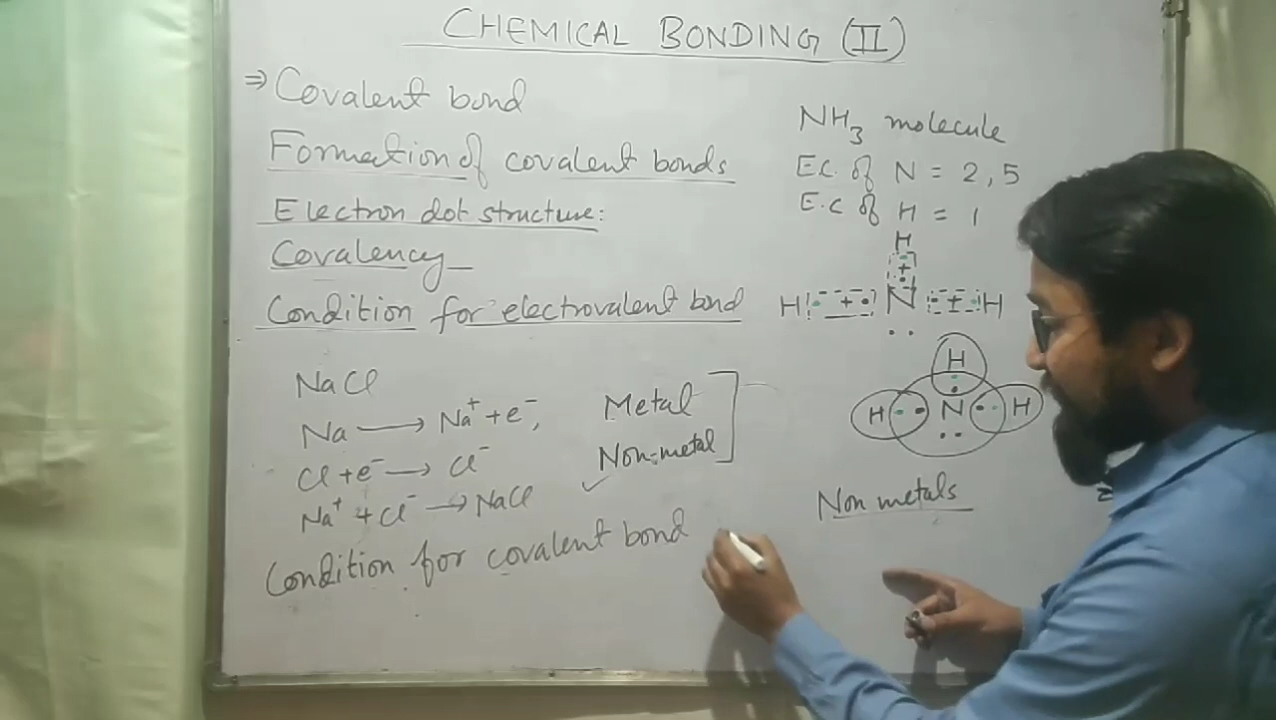 CHEMICAL BONDING (II)
⇒ Covalent bond
Formation of covalent bonds
Electron dot structure:
Covalency
Condition for electrovalent bond
NaCl
Na ⟶ Na⁺ + e⁻,
Cl + e⁻ ⟶ Cl⁻
Na⁺ + Cl⁻ ⟶ NaCl
Metal
Non-metal
Condition for covalent bond
NH₃ molecule
E.C. of N = 2, 5
E.C of H = 1
H
H + N + H
+
H
H N H
Non metals